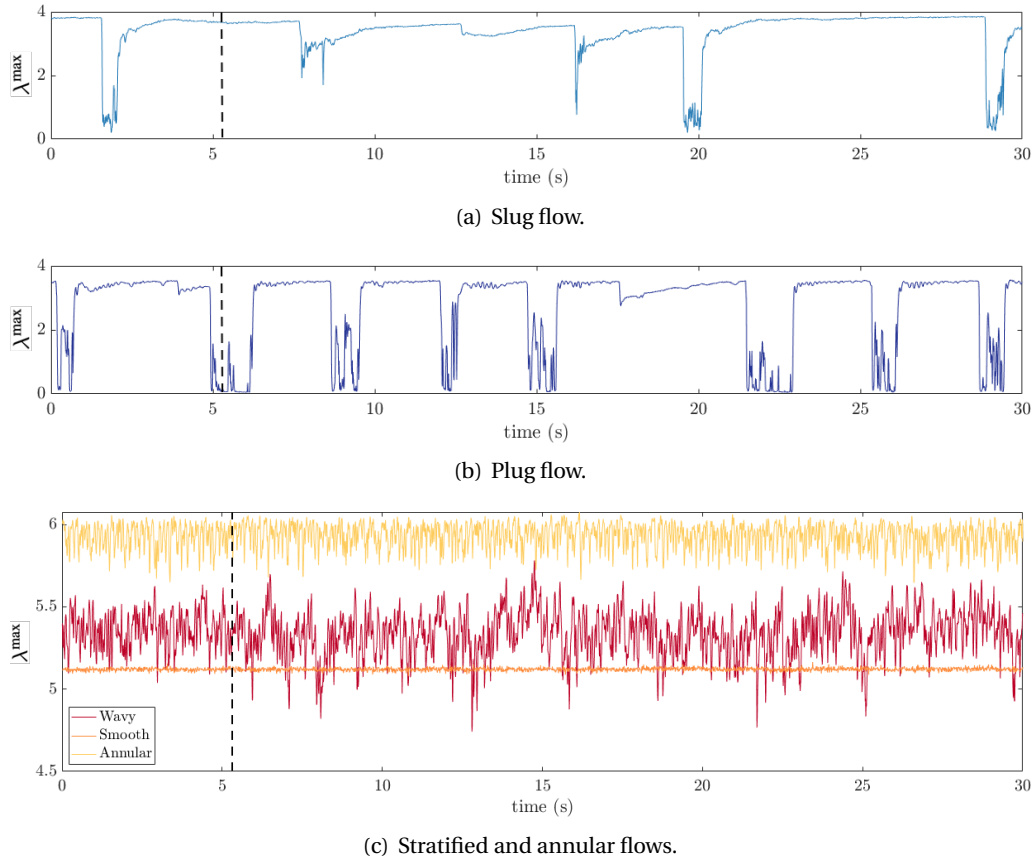 4
2
0
λmax
0 5 10 15 20 25 30
time (s)
(a) Slug flow.
4
2
0
λmax
0 5 10 15 20 25 30
time (s)
(b) Plug flow.
6
5.5
5
4.5
λmax
Wavy
Smooth
Annular
0 5 10 15 20 25 30
time (s)
(c) Stratified and annular flows.